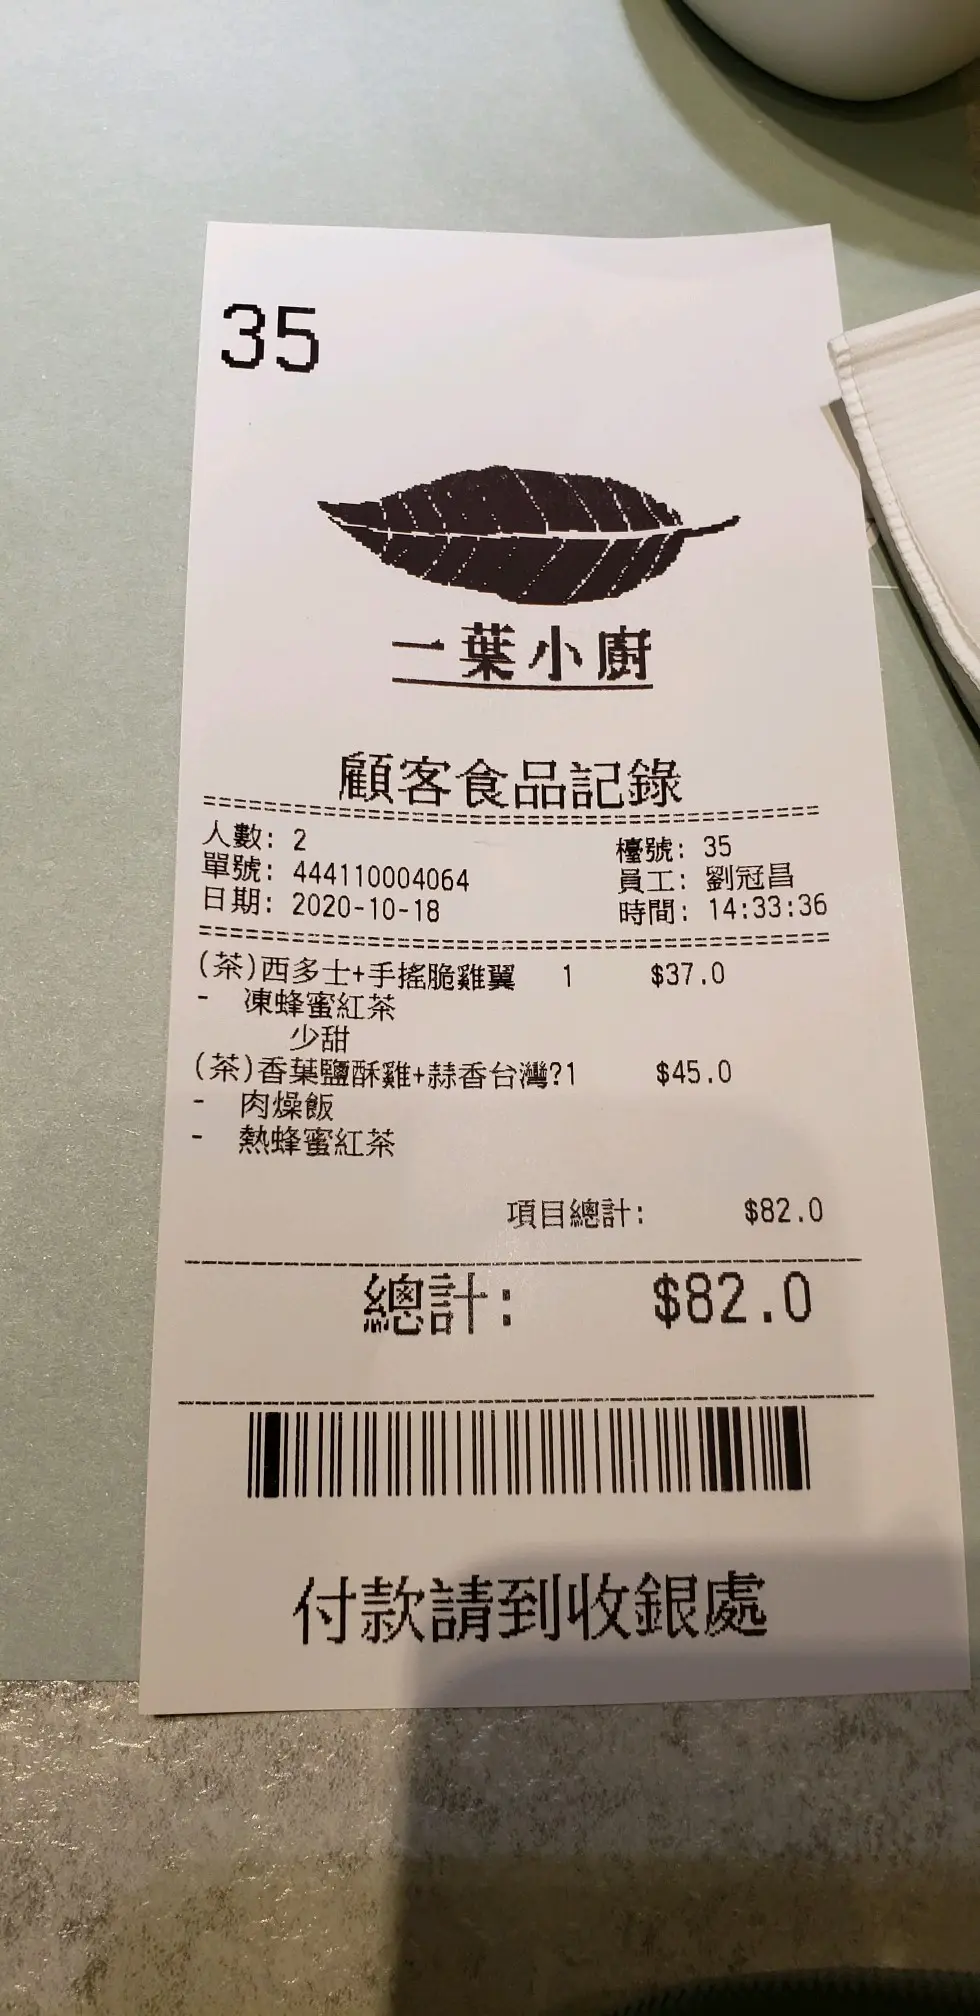 35
一葉小廚
顧客食品記錄
人數: 2 檯號: 35
單號: 444110004064 員工: 劉冠昌
日期: 2020-10-18 時間: 14:33:36
(茶)西多士+手搖脆雞翼 1 $37.0
- 凍蜂蜜紅茶
少甜
(茶)香葉鹽酥雞+蒜香台灣?1 $45.0
- 肉燥飯
- 熱蜂蜜紅茶
項目總計: $82.0
總計: $82.0
付款請到收銀處